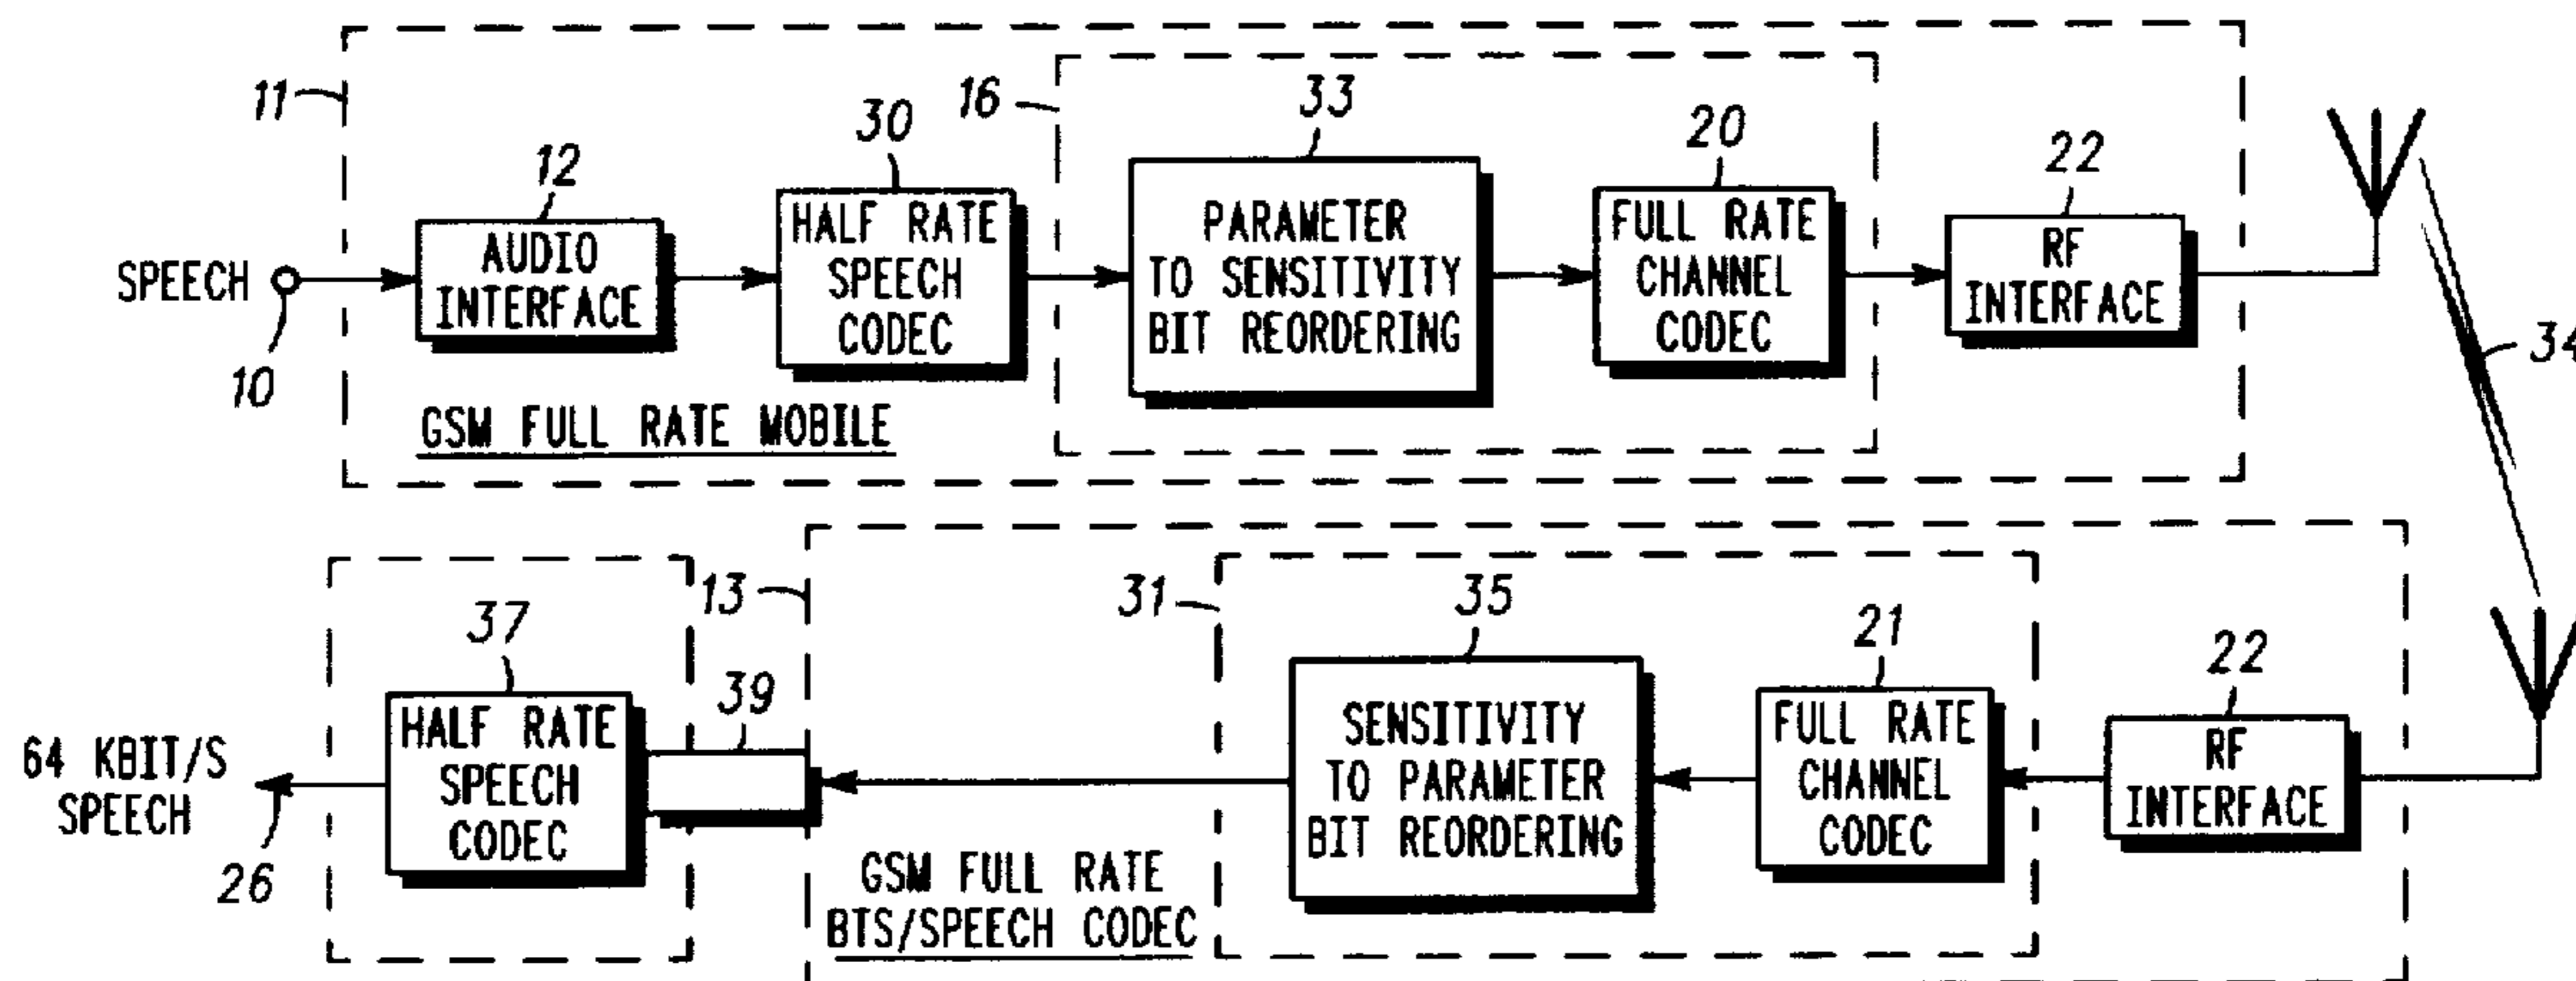 11
16
33
30
20
12
22
SPEECH
10
AUDIO
INTERFACE
HALF RATE
SPEECH
CODEC
PARAMETER
TO SENSITIVITY
BIT REORDERING
FULL RATE
CHANNEL
CODEC
RF
INTERFACE
34
GSM FULL RATE MOBILE
13
31
35
21
37
39
22
64 KBIT/S
SPEECH
26
HALF RATE
SPEECH
CODEC
GSM FULL RATE
BTS/SPEECH CODEC
SENSITIVITY
TO PARAMETER
BIT REORDERING
FULL RATE
CHANNEL
CODEC
RF
INTERFACE